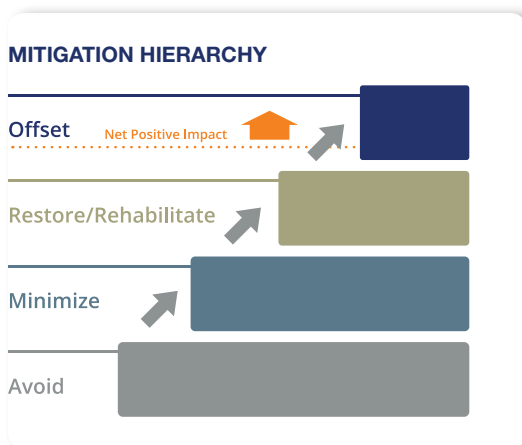 MITIGATION HIERARCHY
Offset
Net Positive Impact
Restore/Rehabilitate
Minimize
Avoid